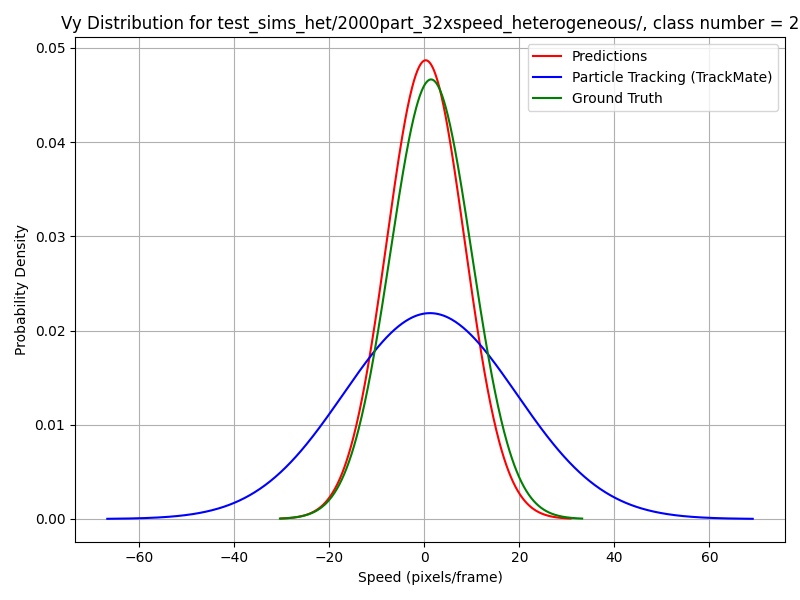 Vy Distribution for test_sims_het/2000part_32xspeed_heterogeneous/, class number = 2
Predictions
Particle Tracking (TrackMate)
Ground Truth
Probability Density
0.05
0.04
0.03
0.02
0.01
0.00
−60 −40 −20 0 20 40 60
Speed (pixels/frame)